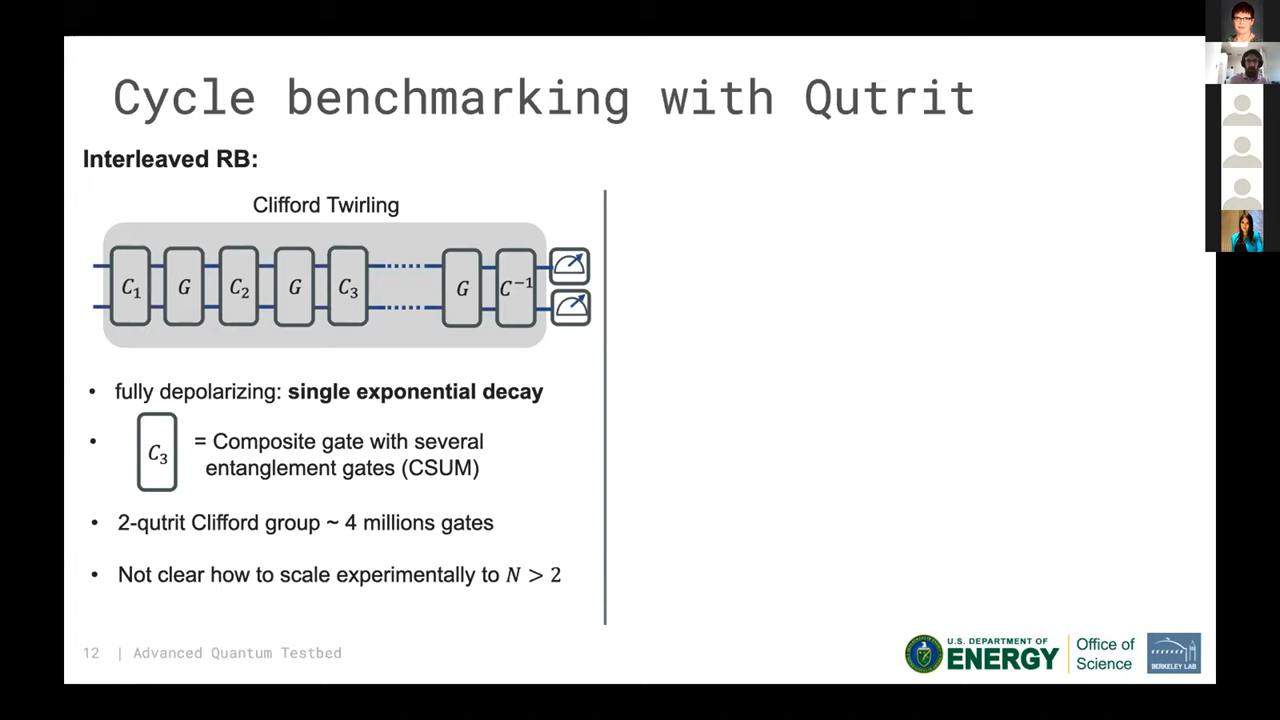 Cycle benchmarking with Qutrit
Interleaved RB:
Clifford Twirling
C₁ G C₂ G C₃ G C⁻¹
• fully depolarizing: single exponential decay
• C₃ = Composite gate with several
entanglement gates (CSUM)
• 2-qutrit Clifford group ~ 4 millions gates
• Not clear how to scale experimentally to N > 2
12 | Advanced Quantum Testbed
U.S. DEPARTMENT OF
ENERGY
Office of
Science
BERKELEY LAB